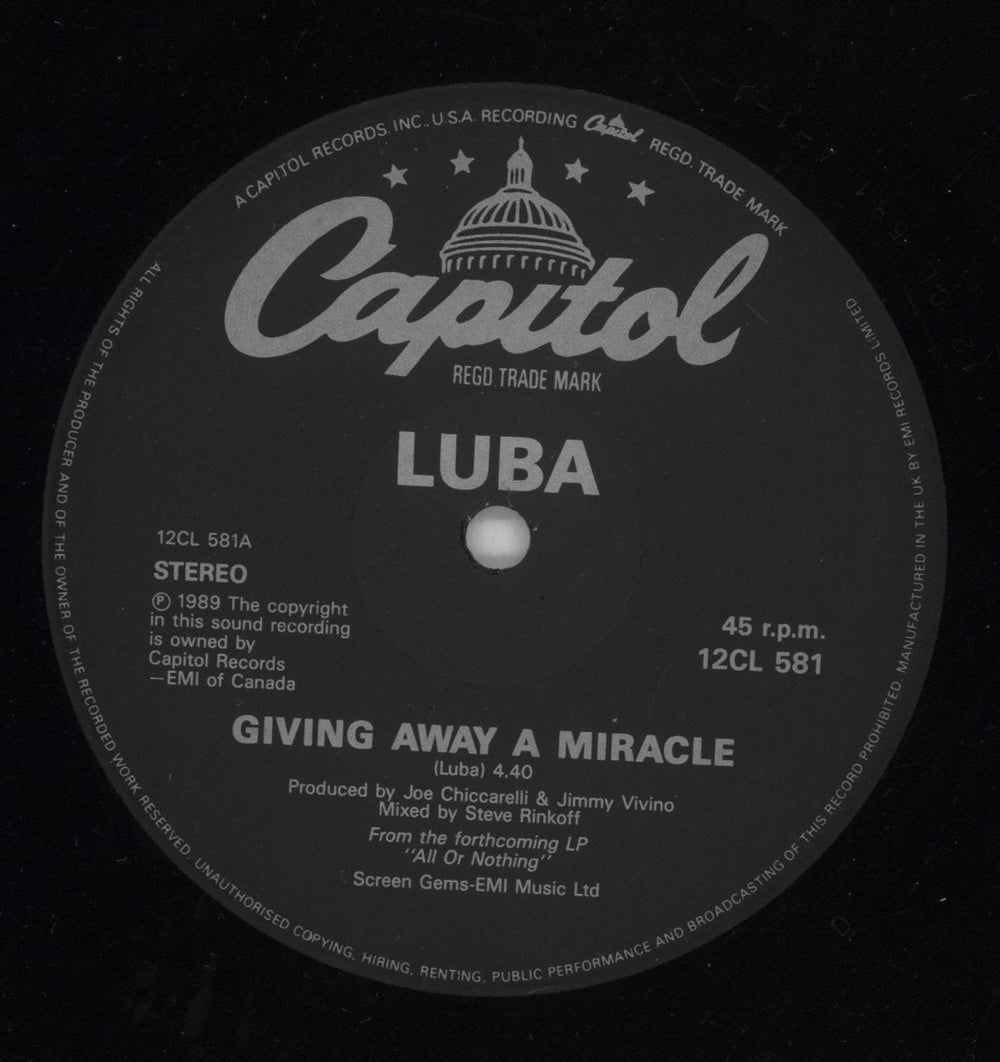 A CAPITOL RECORDS, INC., U.S.A. RECORDING Capitol REGD. TRADE MARK
Capitol
REGD. TRADE MARK
LUBA
12CL 581A
STEREO
℗ 1989 The copyright
in this sound recording
is owned by
Capitol Records
—EMI of Canada
45 r.p.m.
12CL 581
GIVING AWAY A MIRACLE
(Luba) 4.40
Produced by Joe Chiccarelli & Jimmy Vivino
Mixed by Steve Rinkoff
From the forthcoming LP
"All Or Nothing"
Screen Gems-EMI Music Ltd
ALL RIGHTS OF THE PRODUCER AND OF THE OWNER OF THE RECORDED WORK RESERVED. UNAUTHORISED COPYING, HIRING, RENTING, PUBLIC PERFORMANCE AND BROADCASTING OF THIS RECORD PROHIBITED. MANUFACTURED IN THE UK BY EMI RECORDS LIMITED